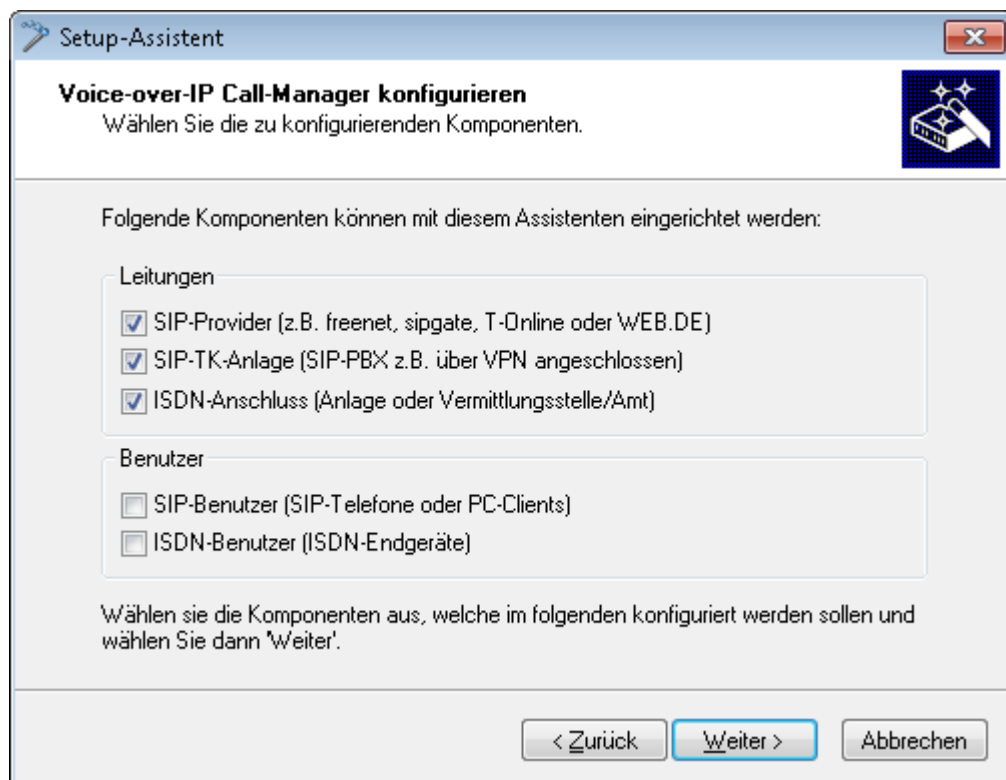 Setup-Assistent
Voice-over-IP Call-Manager konfigurieren
Wählen Sie die zu konfigurierenden Komponenten.
Folgende Komponenten können mit diesem Assistenten eingerichtet werden:
Leitungen
SIP-Provider (z.B. freenet, sipgate, T-Online oder WEB.DE)
SIP-TK-Anlage (SIP-PBX z.B. über VPN angeschlossen)
ISDN-Anschluss (Anlage oder Vermittlungsstelle/Amt)
Benutzer
SIP-Benutzer (SIP-Telefone oder PC-Clients)
ISDN-Benutzer (ISDN-Endgeräte)
Wählen sie die Komponenten aus, welche im folgenden konfiguriert werden sollen und
wählen Sie dann 'Weiter'.
< Zurück Weiter > Abbrechen